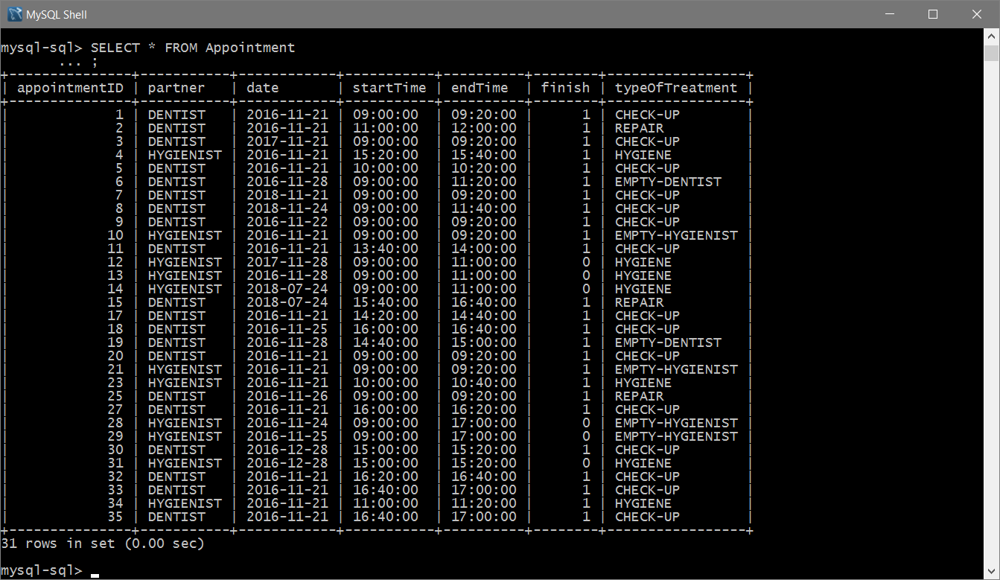 MySQL Shell
mysql-sql> SELECT * FROM Appointment
       ... ;
+---------------+-----------+------------+-----------+----------+--------+-----------------+
| appointmentID | partner   | date       | startTime | endTime  | finish | typeOfTreatment |
+---------------+-----------+------------+-----------+----------+--------+-----------------+
|             1 | DENTIST   | 2016-11-21 | 09:00:00  | 09:20:00 |      1 | CHECK-UP        |
|             2 | DENTIST   | 2016-11-21 | 11:00:00  | 12:00:00 |      1 | REPAIR          |
|             3 | DENTIST   | 2017-11-21 | 09:00:00  | 09:20:00 |      1 | CHECK-UP        |
|             4 | HYGIENIST | 2016-11-21 | 15:20:00  | 15:40:00 |      1 | HYGIENE         |
|             5 | DENTIST   | 2016-11-21 | 10:00:00  | 10:20:00 |      1 | CHECK-UP        |
|             6 | DENTIST   | 2016-11-28 | 09:00:00  | 11:20:00 |      1 | EMPTY-DENTIST   |
|             7 | DENTIST   | 2018-11-21 | 09:00:00  | 09:20:00 |      1 | CHECK-UP        |
|             8 | DENTIST   | 2018-11-24 | 09:00:00  | 11:40:00 |      1 | CHECK-UP        |
|             9 | DENTIST   | 2016-11-22 | 09:00:00  | 09:20:00 |      1 | CHECK-UP        |
|            10 | HYGIENIST | 2016-11-21 | 09:00:00  | 09:20:00 |      1 | EMPTY-HYGIENIST |
|            11 | DENTIST   | 2016-11-21 | 13:40:00  | 14:00:00 |      1 | CHECK-UP        |
|            12 | HYGIENIST | 2017-11-28 | 09:00:00  | 11:00:00 |      0 | HYGIENE         |
|            13 | HYGIENIST | 2016-11-28 | 09:00:00  | 11:00:00 |      0 | HYGIENE         |
|            14 | HYGIENIST | 2018-07-24 | 09:00:00  | 11:00:00 |      0 | HYGIENE         |
|            15 | DENTIST   | 2018-07-24 | 15:40:00  | 16:40:00 |      1 | REPAIR          |
|            17 | DENTIST   | 2016-11-21 | 14:20:00  | 14:40:00 |      1 | CHECK-UP        |
|            18 | DENTIST   | 2016-11-25 | 16:00:00  | 16:40:00 |      1 | CHECK-UP        |
|            19 | DENTIST   | 2016-11-28 | 14:40:00  | 15:00:00 |      1 | EMPTY-DENTIST   |
|            20 | DENTIST   | 2016-11-21 | 09:00:00  | 09:20:00 |      1 | CHECK-UP        |
|            21 | HYGIENIST | 2016-11-21 | 09:00:00  | 09:20:00 |      1 | EMPTY-HYGIENIST |
|            23 | HYGIENIST | 2016-11-21 | 10:00:00  | 10:40:00 |      1 | HYGIENE         |
|            25 | DENTIST   | 2016-11-26 | 09:00:00  | 09:20:00 |      1 | REPAIR          |
|            27 | DENTIST   | 2016-11-21 | 16:00:00  | 16:20:00 |      1 | CHECK-UP        |
|            28 | HYGIENIST | 2016-11-24 | 09:00:00  | 17:00:00 |      0 | EMPTY-HYGIENIST |
|            29 | HYGIENIST | 2016-11-25 | 09:00:00  | 17:00:00 |      0 | EMPTY-HYGIENIST |
|            30 | DENTIST   | 2016-12-28 | 15:00:00  | 15:20:00 |      1 | CHECK-UP        |
|            31 | HYGIENIST | 2016-12-28 | 15:00:00  | 15:20:00 |      0 | HYGIENE         |
|            32 | DENTIST   | 2016-11-21 | 16:20:00  | 16:40:00 |      1 | CHECK-UP        |
|            33 | DENTIST   | 2016-11-21 | 16:40:00  | 17:00:00 |      1 | CHECK-UP        |
|            34 | HYGIENIST | 2016-11-21 | 11:00:00  | 11:20:00 |      1 | HYGIENE         |
|            35 | DENTIST   | 2016-11-21 | 16:40:00  | 17:00:00 |      1 | CHECK-UP        |
+---------------+-----------+------------+-----------+----------+--------+-----------------+
31 rows in set (0.00 sec)
mysql-sql> _